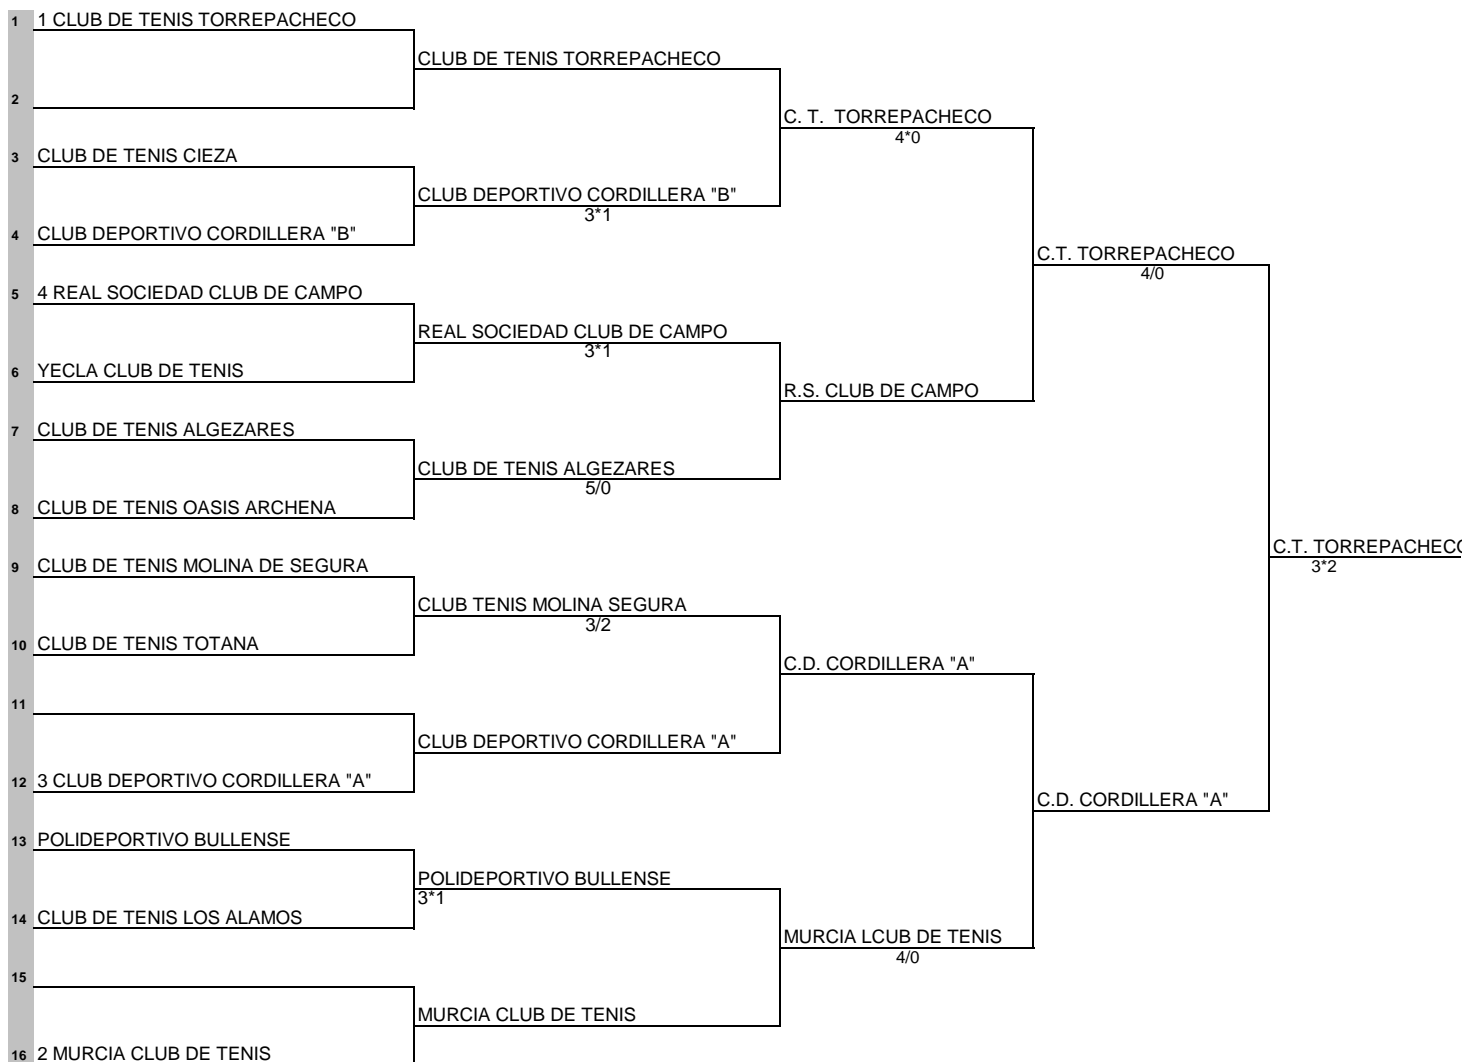 1 1 CLUB DE TENIS TORREPACHECO
CLUB DE TENIS TORREPACHECO
2
C. T. TORREPACHECO
4*0
3 CLUB DE TENIS CIEZA
CLUB DEPORTIVO CORDILLERA "B"
3*1
4 CLUB DEPORTIVO CORDILLERA "B"
C.T. TORREPACHECO
4/0
5 4 REAL SOCIEDAD CLUB DE CAMPO
REAL SOCIEDAD CLUB DE CAMPO
3*1
6 YECLA CLUB DE TENIS
R.S. CLUB DE CAMPO
7 CLUB DE TENIS ALGEZARES
CLUB DE TENIS ALGEZARES
5/0
8 CLUB DE TENIS OASIS ARCHENA
C.T. TORREPACHECO
3*2
9 CLUB DE TENIS MOLINA DE SEGURA
CLUB TENIS MOLINA SEGURA
3/2
10 CLUB DE TENIS TOTANA
C.D. CORDILLERA "A"
11
CLUB DEPORTIVO CORDILLERA "A"
12 3 CLUB DEPORTIVO CORDILLERA "A"
C.D. CORDILLERA "A"
13 POLIDEPORTIVO BULLENSE
POLIDEPORTIVO BULLENSE
3*1
14 CLUB DE TENIS LOS ALAMOS
MURCIA LCUB DE TENIS
4/0
15
MURCIA CLUB DE TENIS
16 2 MURCIA CLUB DE TENIS